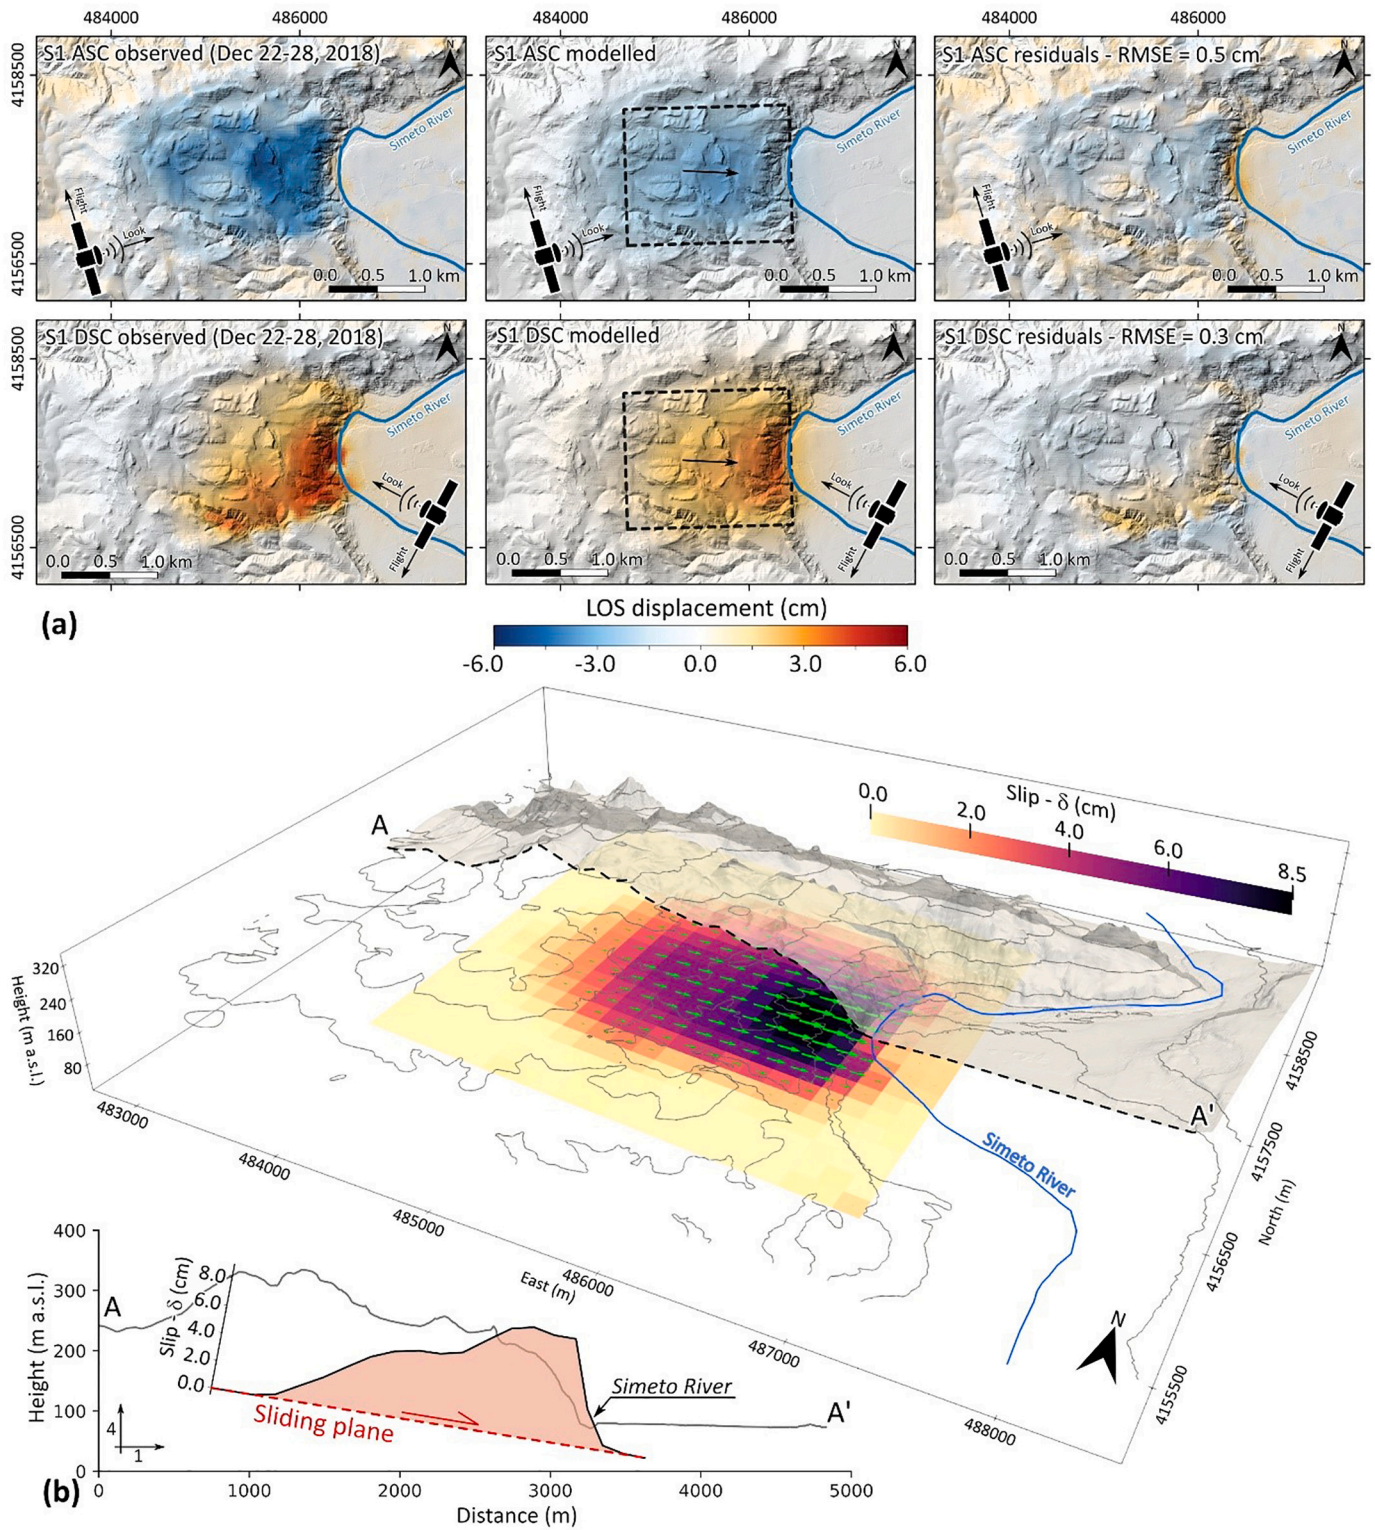 484000 486000 484000 486000 484000 486000
S1 ASC observed (Dec 22-28, 2018)
N
4158500
4156500
Simeto River
Flight
Look
0.0 0.5 1.0 km
S1 ASC modelled
N
Simeto River
Flight
Look
0.0 0.5 1.0 km
S1 ASC residuals - RMSE = 0.5 cm
N
Simeto River
Flight
Look
0.0 0.5 1.0 km
S1 DSC observed (Dec 22-28, 2018)
N
4158500
4156500
Simeto River
Look
Flight
0.0 0.5 1.0 km
S1 DSC modelled
N
Simeto River
Look
Flight
0.0 0.5 1.0 km
S1 DSC residuals - RMSE = 0.3 cm
N
Simeto River
Look
Flight
0.0 0.5 1.0 km
(a)
LOS displacement (cm)
-6.0 -3.0 0.0 3.0 6.0
Slip - δ (cm)
0.0 2.0 4.0 6.0 8.5
A
A'
Height (m a.s.l.)
320
240
160
80
483000
484000
485000
486000
487000
488000
East (m)
4158500
4157500
4156500
4155500
North (m)
Simeto River
N
400
300
200
100
0
Height (m a.s.l.)
A
Slip - δ (cm)
8.0
6.0
4.0
2.0
0.0
Sliding plane
Simeto River
A'
4
1
0 1000 2000 3000 4000 5000
Distance (m)
(b)